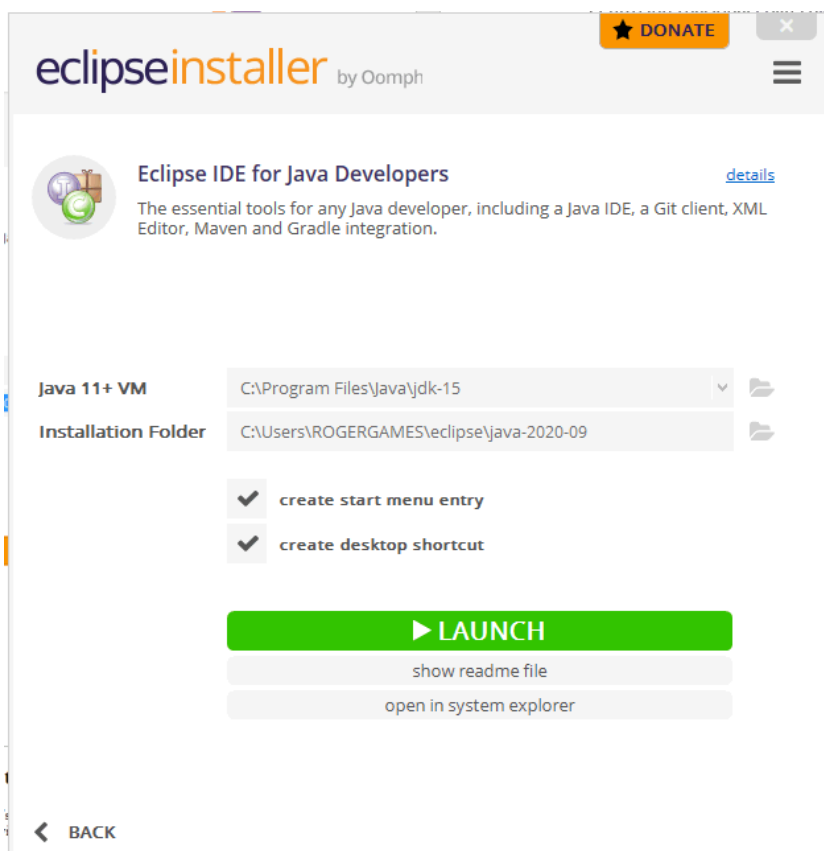 DONATE
eclipseinstaller by Oomph
Eclipse IDE for Java Developers
details
The essential tools for any Java developer, including a Java IDE, a Git client, XML
Editor, Maven and Gradle integration.
Java 11+ VM
C:\Program Files\Java\jdk-15
Installation Folder
C:\Users\ROGERGAMES\eclipse\java-2020-09
create start menu entry
create desktop shortcut
LAUNCH
show readme file
open in system explorer
BACK